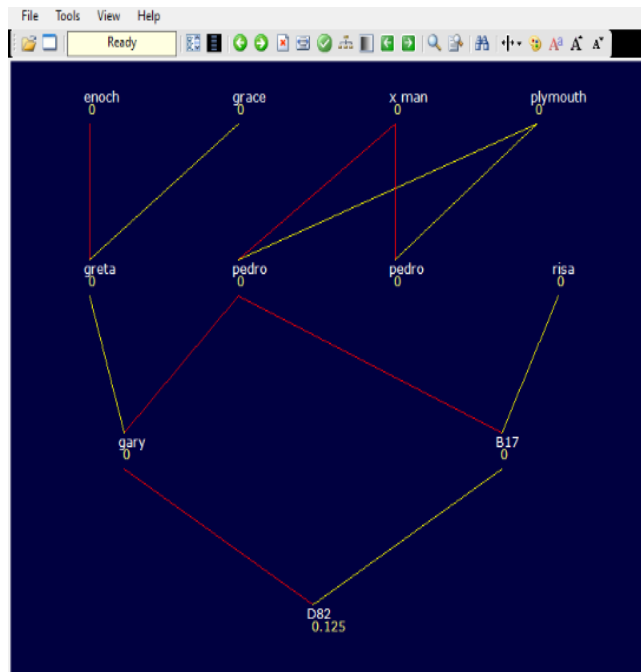 File Tools View Help
Ready
enoch grace x man plymouth
0 0 0 0
greta pedro pedro risa
0 0 0 0
gary B17
0 0
D82
0.125